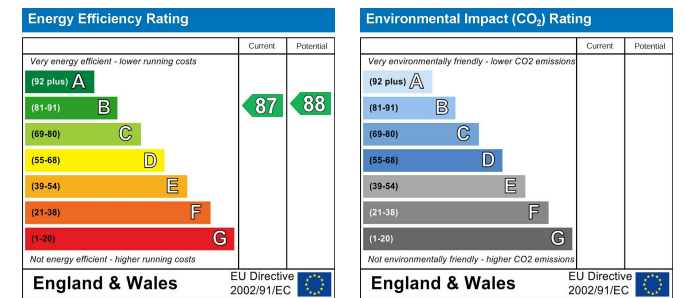 Energy Efficiency Rating
Current Potential
Very energy efficient - lower running costs
(92 plus) A
(81-91) B
87 88
(69-80) C
(55-68) D
(39-54) E
(21-38) F
(1-20) G
Not energy efficient - higher running costs
England & Wales
EU Directive
2002/91/EC
Environmental Impact (CO2) Rating
Current Potential
Very environmentally friendly - lower CO2 emissions
(92 plus) A
(81-91) B
(69-80) C
(55-68) D
(39-54) E
(21-38) F
(1-20) G
Not environmentally friendly - higher CO2 emissions
England & Wales
EU Directive
2002/91/EC